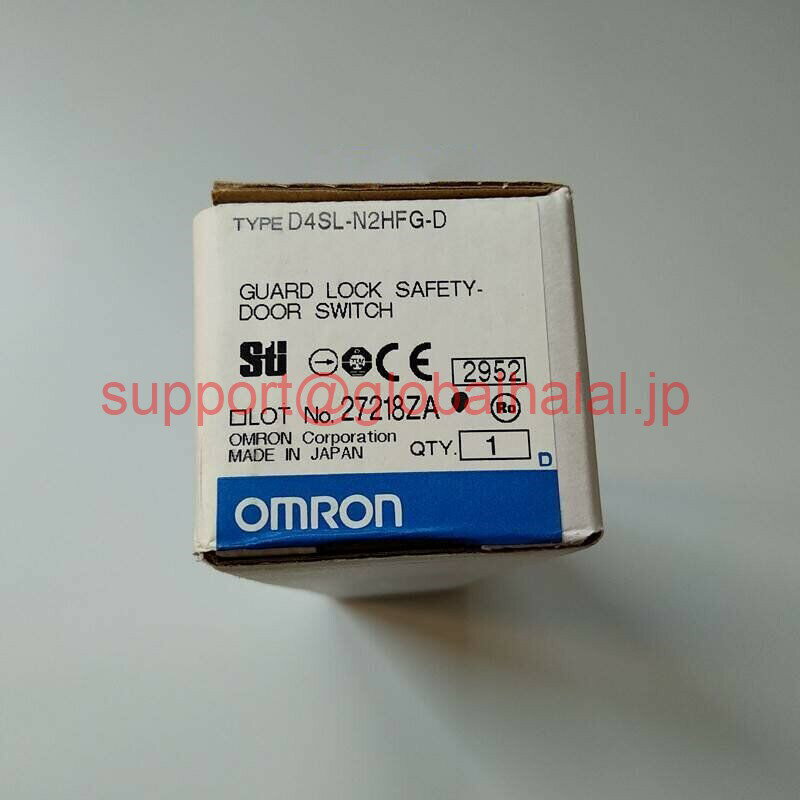 TYPE D4SL-N2HFG-D
GUARD LOCK SAFETY-
DOOR SWITCH
Sti CE 2952
support@globalhalal.jp
LOT No. 27218ZA
OMRON Corporation
MADE IN JAPAN QTY. 1
D
OMRON